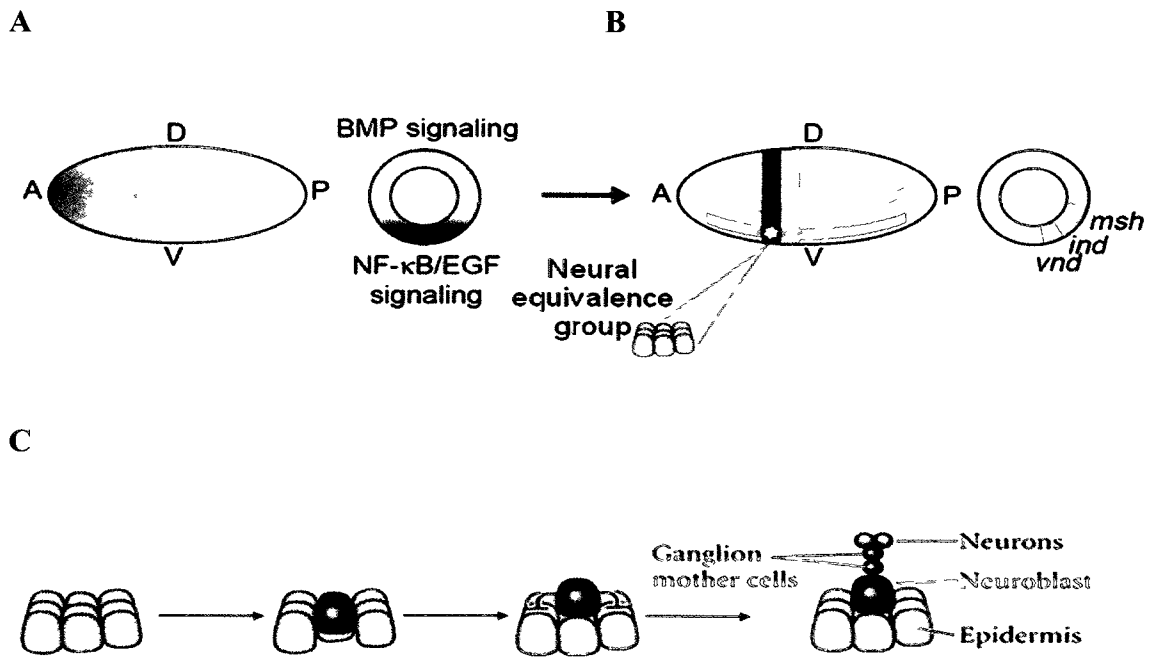 A
B
D
BMP signaling
A
P
V
NF-κB/EGF
signaling
D
A
P
V
msh
ind
vnd
Neural
equivalence
group
C
Ganglion
mother cells
Neurons
Neuroblast
Epidermis